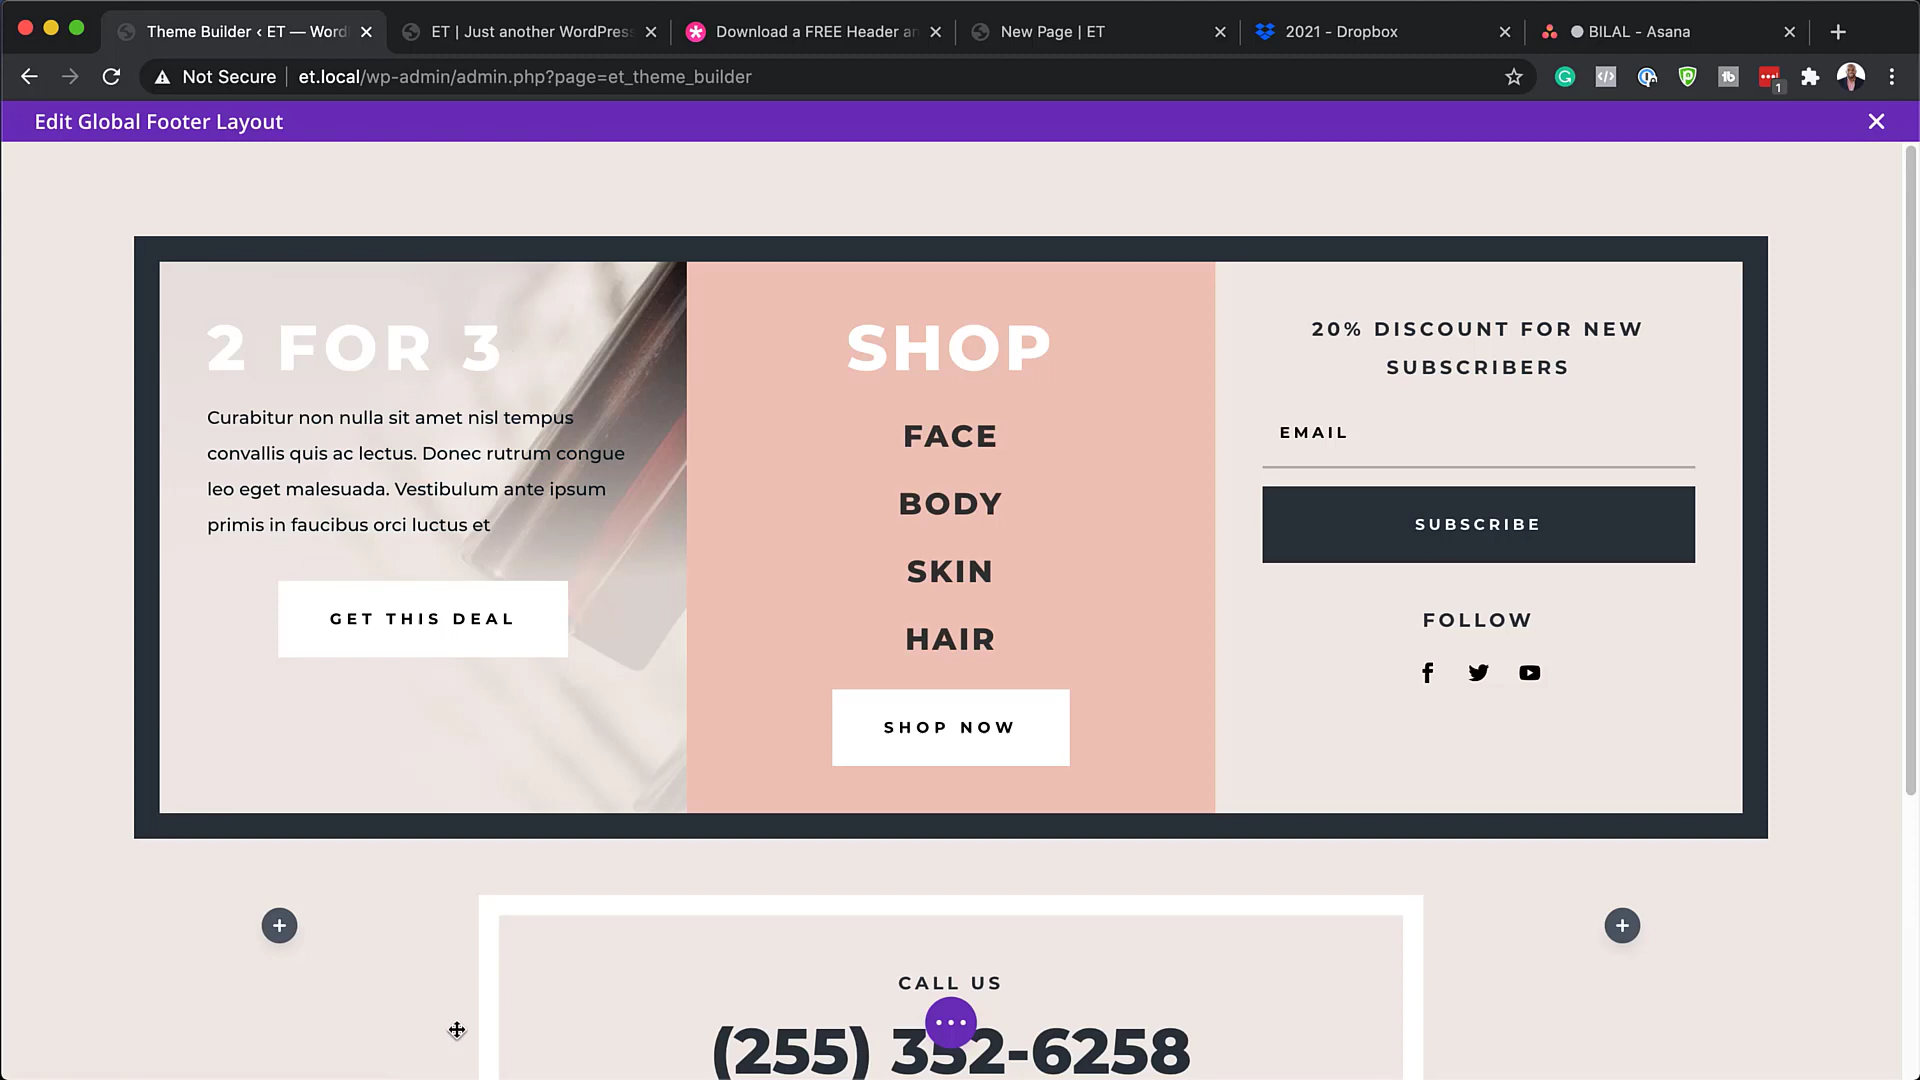 Theme Builder ‹ ET — Word
ET | Just another WordPress
Download a FREE Header an
New Page | ET
2021 - Dropbox
BILAL - Asana
Not Secure
et.local/wp-admin/admin.php?page=et_theme_builder
1
Edit Global Footer Layout
2 FOR 3
Curabitur non nulla sit amet nisl tempus
convallis quis ac lectus. Donec rutrum congue
leo eget malesuada. Vestibulum ante ipsum
primis in faucibus orci luctus et
GET THIS DEAL
SHOP
FACE
BODY
SKIN
HAIR
SHOP NOW
20% DISCOUNT FOR NEW
SUBSCRIBERS
EMAIL
SUBSCRIBE
FOLLOW
CALL US
(255) 352-6258